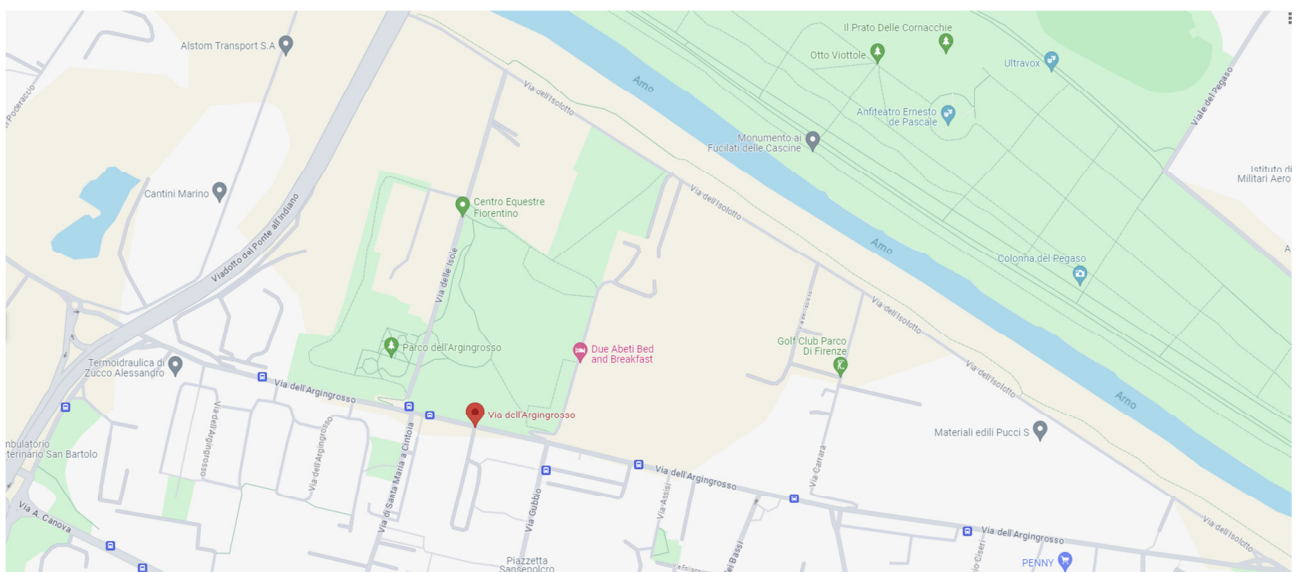 Alstom Transport S.A
Il Prato Delle Cornacchie
Otto Viottole
Ultravox
Viale del Pegaso
Arno
Via dell'Isolotto
Anfiteatro Ernesto
de Pascale
Monumento ai
Fucilati delle Cascine
Istituto di
Militari Aero
Cantini Marino
Centro Equestre
Fiorentino
Via dell'Isolotto
Viadotto del Ponte all'Indiano
Via delle Isole
Arno
Colonna del Pegaso
Via dell'Isolotto
Parco dell'Argingrosso
Due Abeti Bed
and Breakfast
Golf Club Parco
Di Firenze
Termoidraulica di
Zucco Alessandro
Via dell'Argingrosso
Via dell'Isolotto
Arno
Via dell'Argingrosso
Via dell'Argingrosso
Via dell'Argingrosso
Via di Santa Maria a Cintoia
Materiali edili Pucci S
mbulatorio
eterinario San Bartolo
Via dell'Argingrosso
Via Carrara
Via Gubbio
Via Assisi
Via A. Canova
Via dell'Argingrosso
Via dell'Isolotto
Piazzetta
Sansepolcro
ei Bassi
io Ciseri
PENNY